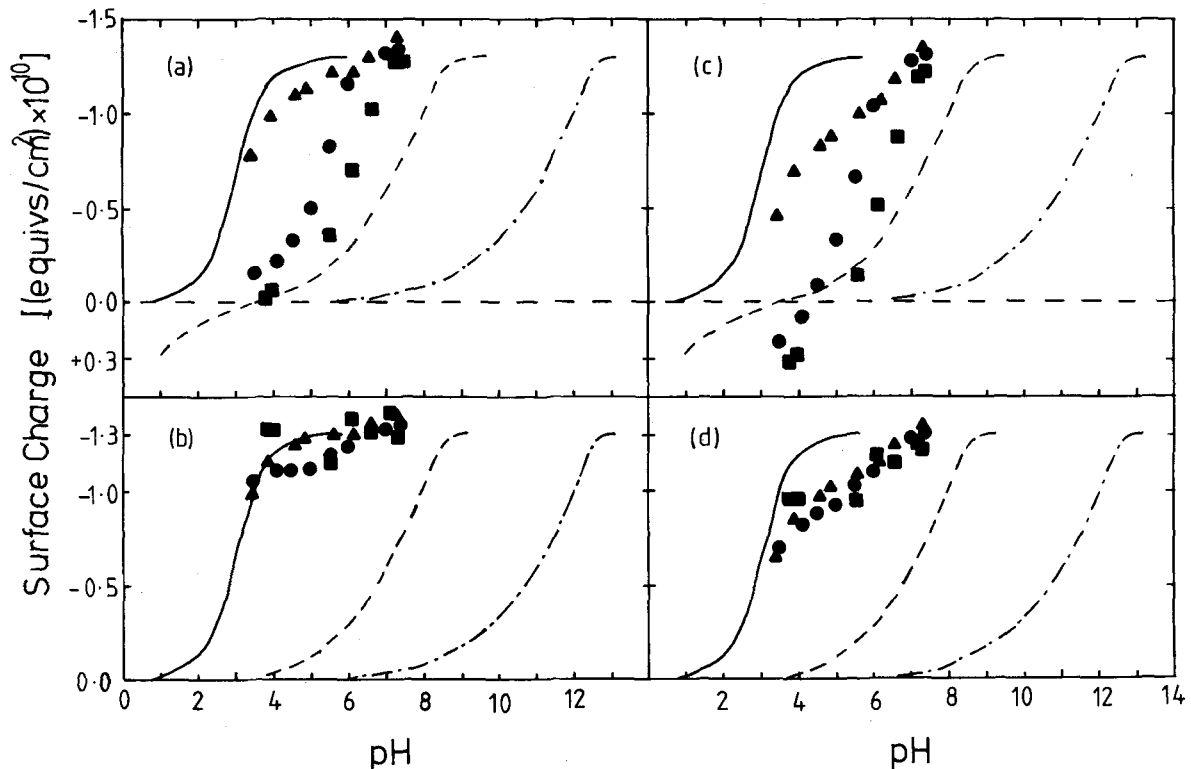 Surface Charge [(equivs/cm²)×10¹⁰]
-1·5
-1·0
-0·5
0·0
+0·3
-1·3
-1·0
-0·5
0·0
(a)
(c)
(b)
(d)
0 2 4 6 8 10 12
2 4 6 8 10 12 14
pH
pH